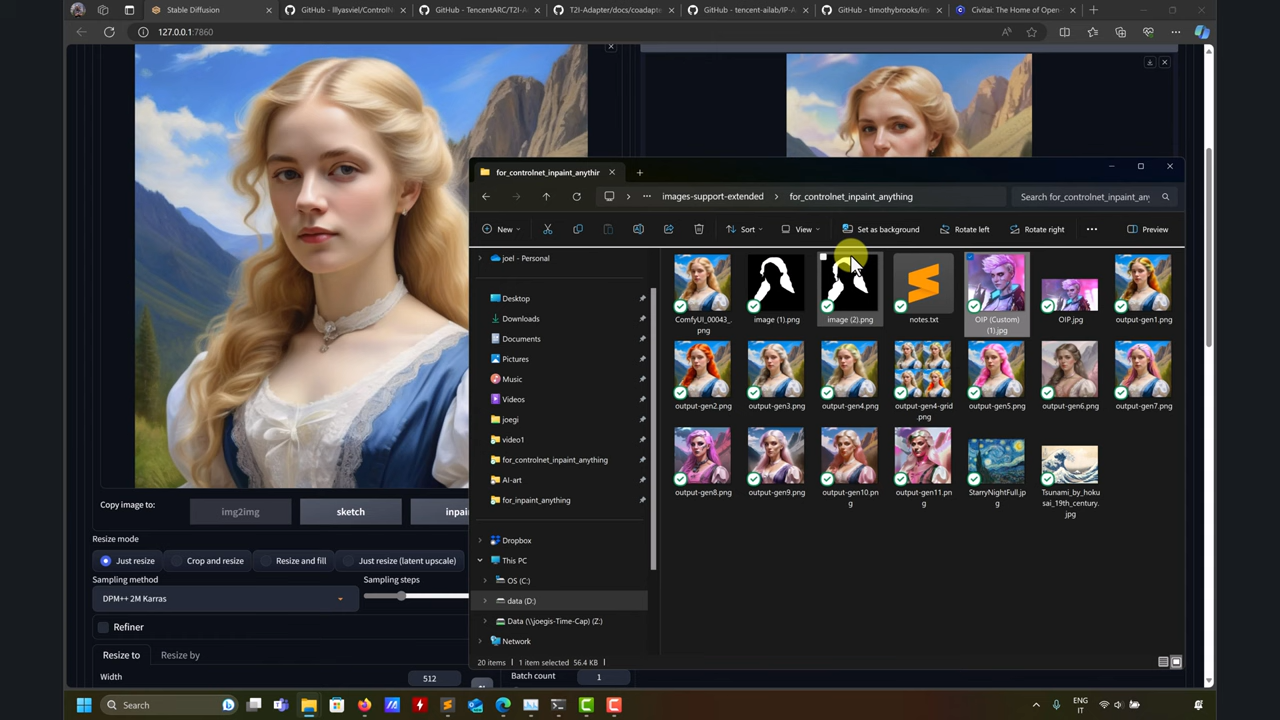 Stable Diffusion
GitHub - lllyasviel/ControlN
GitHub - TencentARC/T2I-A
T2I-Adapter/docs/coadapte
GitHub - tencent-ailab/IP-A
GitHub - timothybrooks/ins
Civitai: The Home of Open-
127.0.0.1:7860
for_controlnet_inpaint_anythir
images-support-extended
for_controlnet_inpaint_anything
Search for_controlnet_inpaint_any
New
Sort
View
Set as background
Rotate left
Rotate right
Preview
joel - Personal
Desktop
Downloads
Documents
Pictures
Music
Videos
joegi
video1
for_controlnet_inpaint_anything
AI-art
for_inpaint_anything
Dropbox
This PC
OS (C:)
data (D:)
Data (\\joegis-Time-Cap) (Z:)
Network
ComfyUI_00043_
png
image (1).png
image (2).png
notes.txt
OIP (Custom)
(1).jpg
OIP.jpg
output-gen1.png
output-gen2.png
output-gen3.png
output-gen4.png
output-gen4-grid
.png
output-gen5.png
output-gen6.png
output-gen7.png
output-gen8.png
output-gen9.png
output-gen10.pn
g
output-gen11.pn
g
StarryNightFull.jp
g
Tsunami_by_hoku
sai_19th_century.
jpg
20 items
1 item selected 56.4 KB
Copy image to:
img2img
sketch
inpai
Resize mode
Just resize
Crop and resize
Resize and fill
Just resize (latent upscale)
Sampling method
Sampling steps
DPM++ 2M Karras
Refiner
Resize to
Resize by
Width
512
Batch count
1
Search
ENG
IT